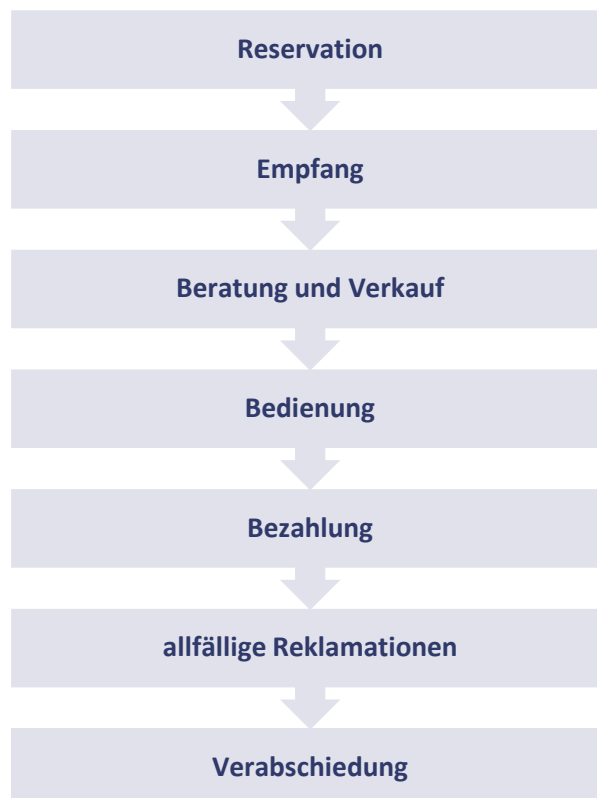 Reservation
Empfang
Beratung und Verkauf
Bedienung
Bezahlung
allfällige Reklamationen
Verabschiedung